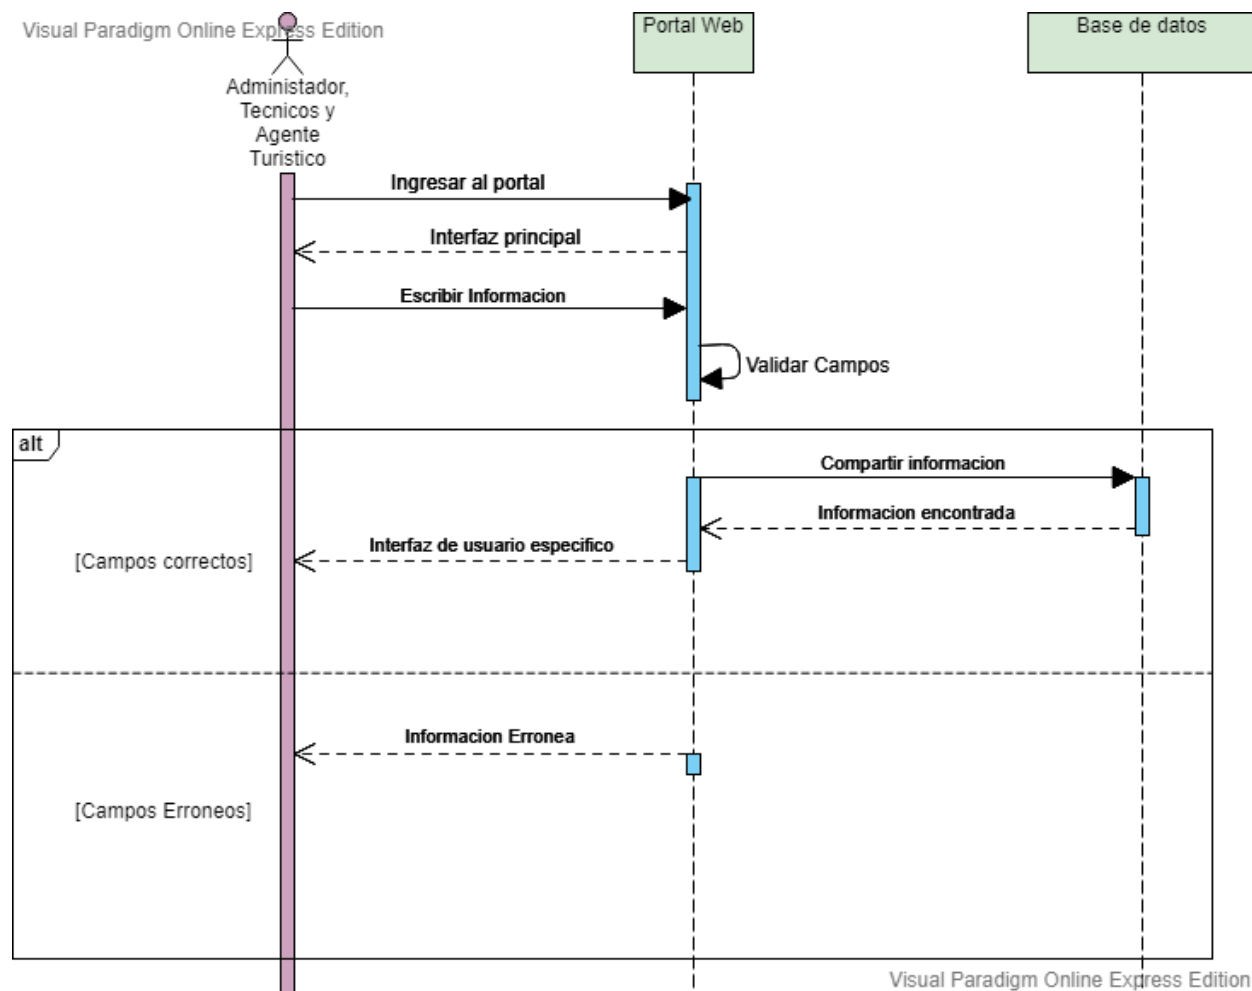 Visual Paradigm Online Express Edition
Portal Web
Base de datos
Administador,
Tecnicos y
Agente
Turistico
Ingresar al portal
Interfaz principal
Escribir Informacion
Validar Campos
alt
Compartir informacion
Informacion encontrada
Interfaz de usuario especifico
[Campos correctos]
Informacion Erronea
[Campos Erroneos]
Visual Paradigm Online Express Edition